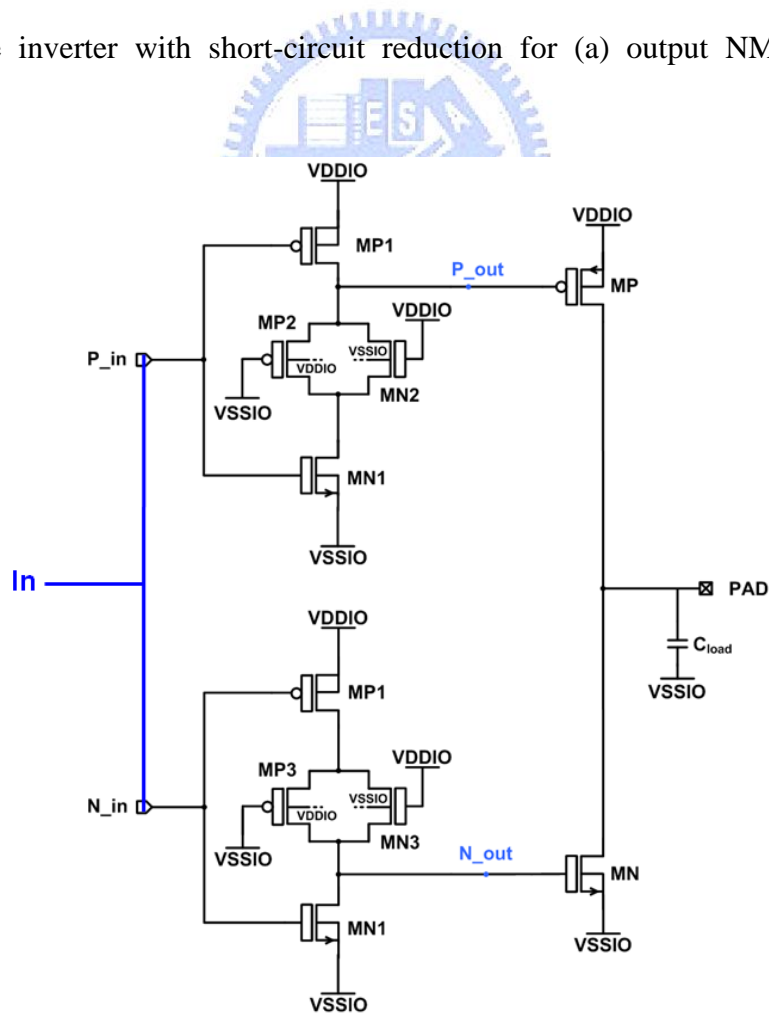 inverter with short-circuit reduction for (a) output NM
E S A
VDDIO
VDDIO
MP1
P_out
MP
VDDIO
MP2
VSSIO
VDDIO
P_in
MN2
VSSIO
MN1
VSSIO
In
PAD
VDDIO
Cload
VSSIO
MP1
VDDIO
MP3
VSSIO
VDDIO
N_in
MN3
VSSIO
N_out
MN
MN1
VSSIO
VSSIO